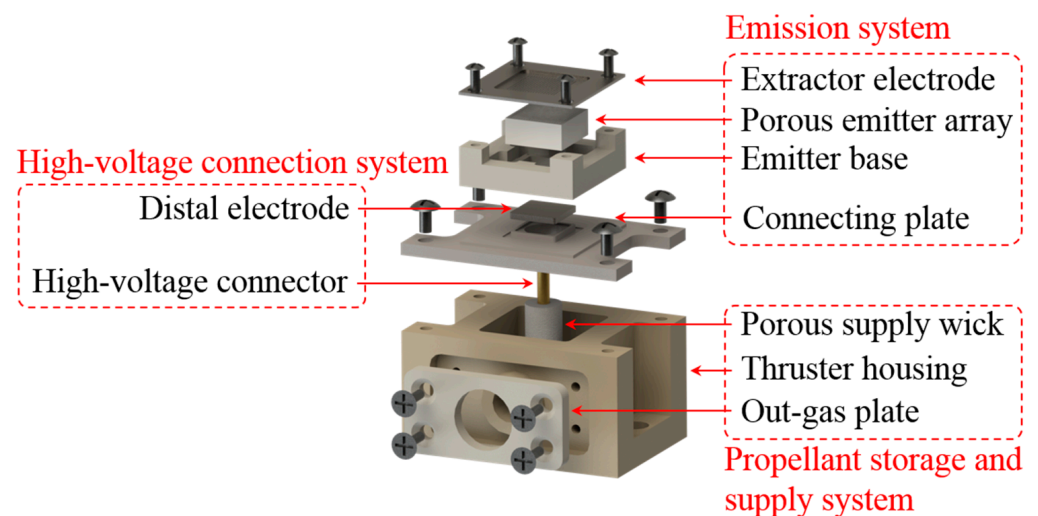 Emission system
Extractor electrode
Porous emitter array
Emitter base
Connecting plate
High-voltage connection system
Distal electrode
High-voltage connector
Porous supply wick
Thruster housing
Out-gas plate
Propellant storage and
supply system